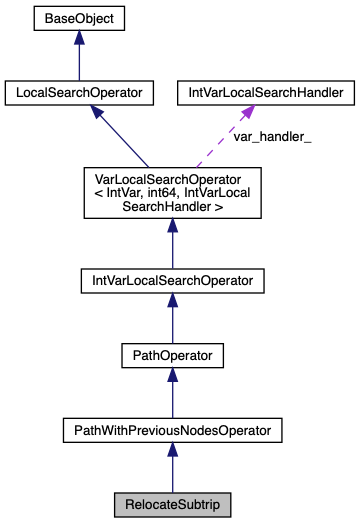 BaseObject
LocalSearchOperator
IntVarLocalSearchHandler
var_handler_
VarLocalSearchOperator
< IntVar, int64, IntVarLocal
SearchHandler >
IntVarLocalSearchOperator
PathOperator
PathWithPreviousNodesOperator
RelocateSubtrip